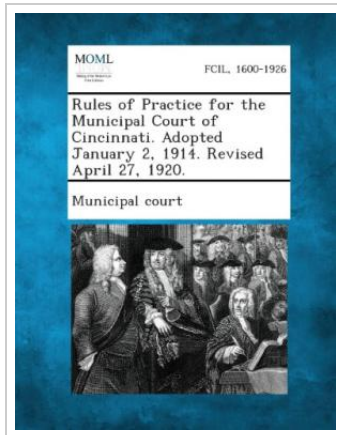 MOML
FCIL, 1600-1926
Rules of Practice for the
Municipal Court of
Cincinnati. Adopted
January 2, 1914. Revised
April 27, 1920.
Municipal court